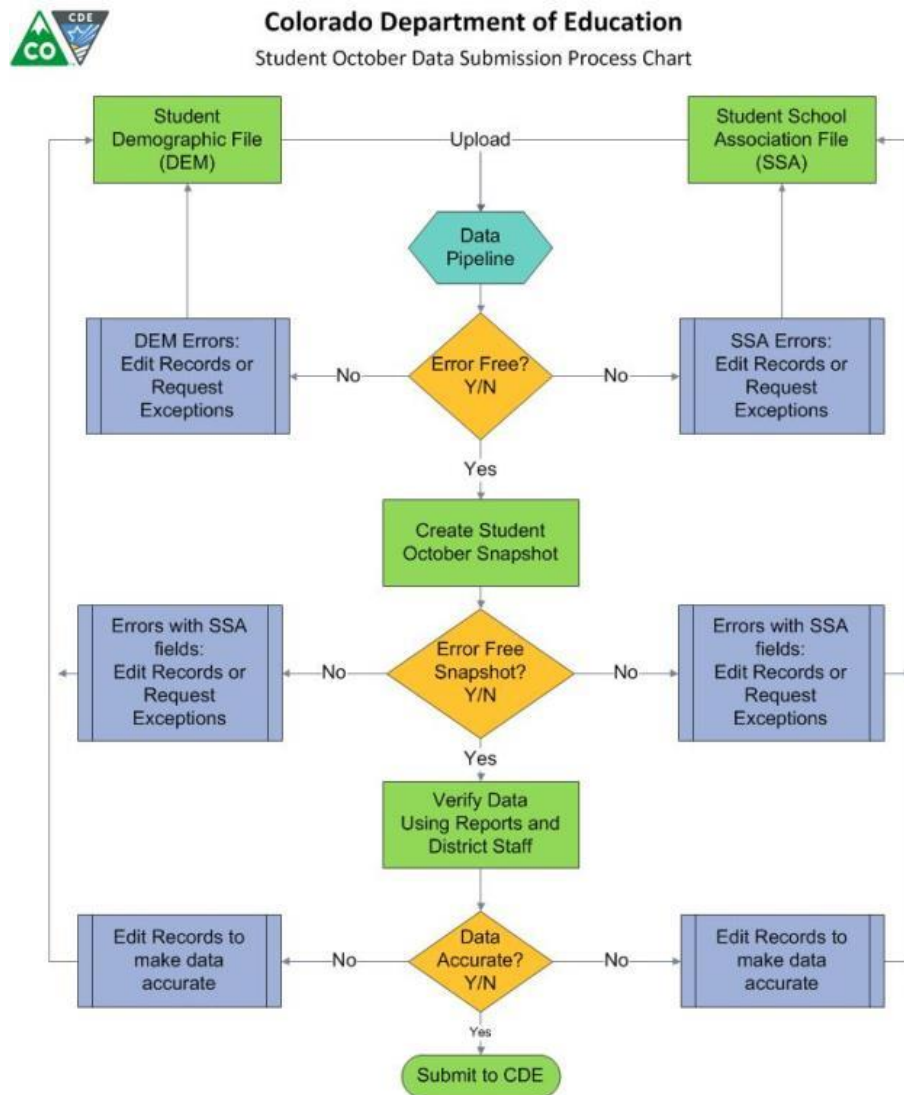 CO
CDE
Colorado Department of Education
Student October Data Submission Process Chart
Student
Demographic File
(DEM)
Upload
Student School
Association File
(SSA)
Data
Pipeline
DEM Errors:
Edit Records or
Request
Exceptions
No
Error Free?
Y/N
No
SSA Errors:
Edit Records or
Request
Exceptions
Yes
Create Student
October Snapshot
Errors with SSA
fields:
Edit Records or
Request
Exceptions
No
Error Free
Snapshot?
Y/N
No
Errors with SSA
fields:
Edit Records or
Request
Exceptions
Yes
Verify Data
Using Reports and
District Staff
Edit Records to
make data
accurate
No
Data
Accurate?
Y/N
No
Edit Records to
make data
accurate
Yes
Submit to CDE